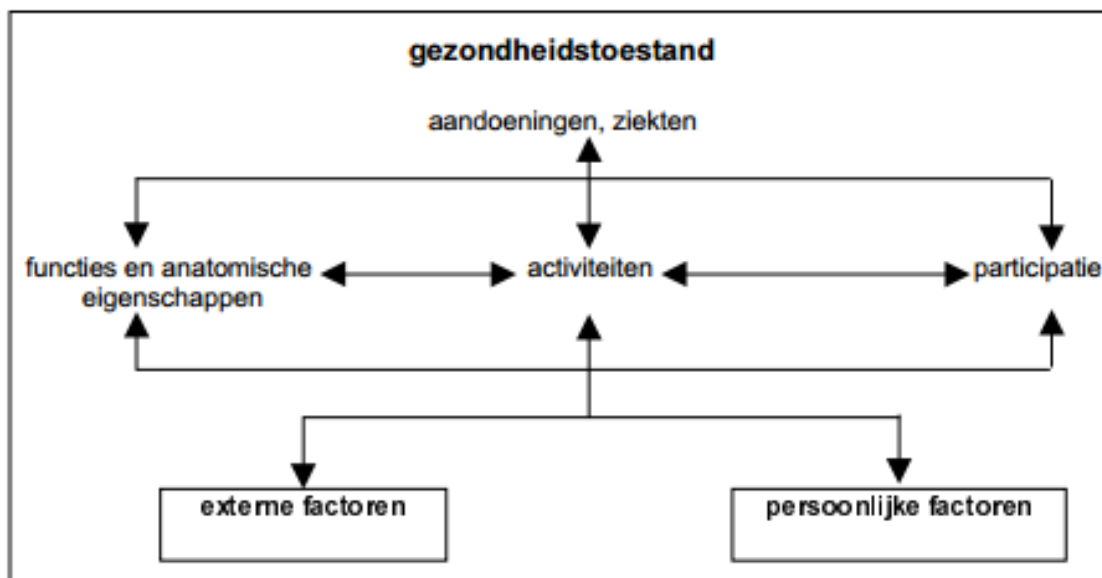 gezondheidstoestand
aandoeningen, ziekten
functies en anatomische
eigenschappen
activiteiten
participatie
externe factoren
persoonlijke factoren